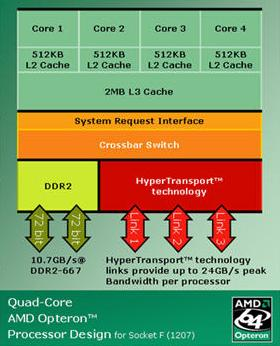 Core 1 Core 2 Core 3 Core 4
512KB 512KB 512KB 512KB
L2 Cache L2 Cache L2 Cache L2 Cache
2MB L3 Cache
System Request Interface
Crossbar Switch
DDR2
HyperTransport™
technology
72 bit 72 bit Link 1 Link 2 Link 3
10.7GB/s@
DDR2-667
HyperTransport™ technology
links provide up to 24GB/s peak
Bandwidth per processor
Quad-Core
AMD Opteron™
Processor Design for Socket F (1207)
AMD
64
Opteron